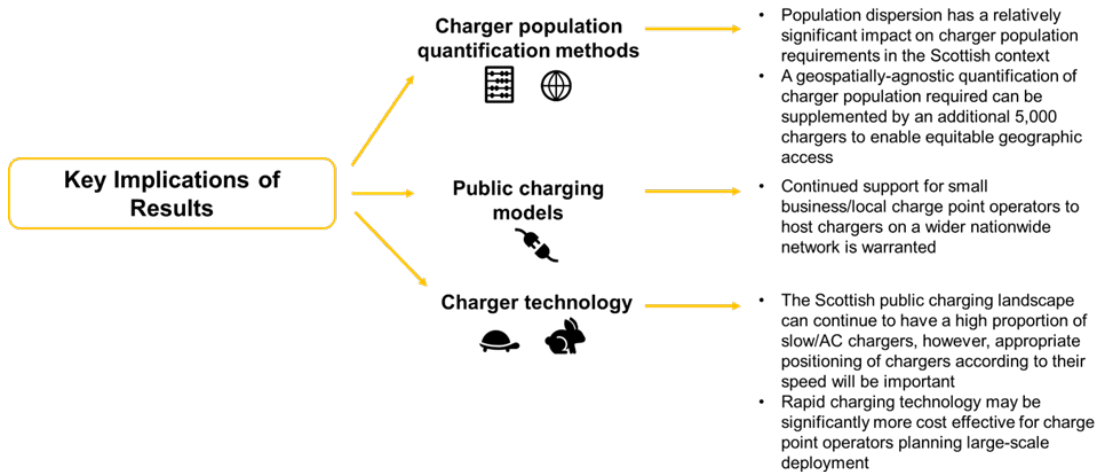 Key Implications of
Results
Charger population
quantification methods
• Population dispersion has a relatively
significant impact on charger population
requirements in the Scottish context
• A geospatially-agnostic quantification of
charger population required can be
supplemented by an additional 5,000
chargers to enable equitable geographic
access
Public charging
models
• Continued support for small
business/local charge point operators to
host chargers on a wider nationwide
network is warranted
Charger technology
• The Scottish public charging landscape
can continue to have a high proportion of
slow/AC chargers, however, appropriate
positioning of chargers according to their
speed will be important
• Rapid charging technology may be
significantly more cost effective for charge
point operators planning large-scale
deployment